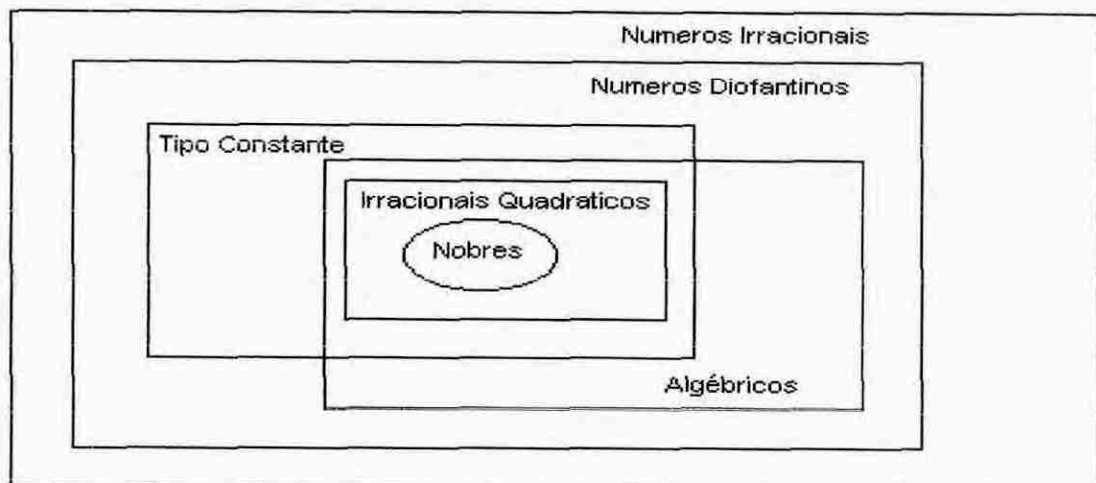 Numeros Irracionais
Numeros Diofantinos
Tipo Constante
Irracionais Quadraticos
Nobres
Algébricos